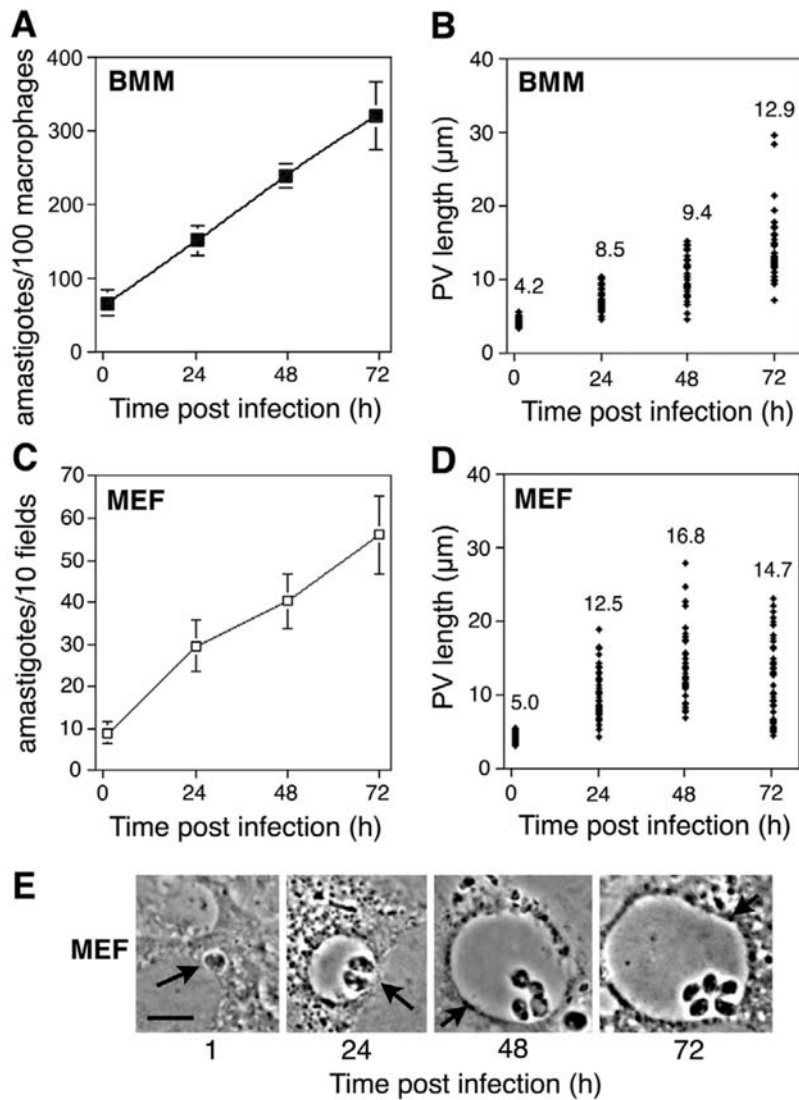 A
BMM
amastigotes/100 macrophages
400
300
200
100
0
0 24 48 72
Time post infection (h)
B
BMM
PV length (µm)
40
30
20
10
0
4.2
8.5
9.4
12.9
0 24 48 72
Time post infection (h)
C
MEF
amastigotes/10 fields
70
60
50
40
30
20
10
0
0 24 48 72
Time post infection (h)
D
MEF
PV length (µm)
40
30
20
10
0
5.0
12.5
16.8
14.7
0 24 48 72
Time post infection (h)
E
MEF
1 24 48 72
Time post infection (h)